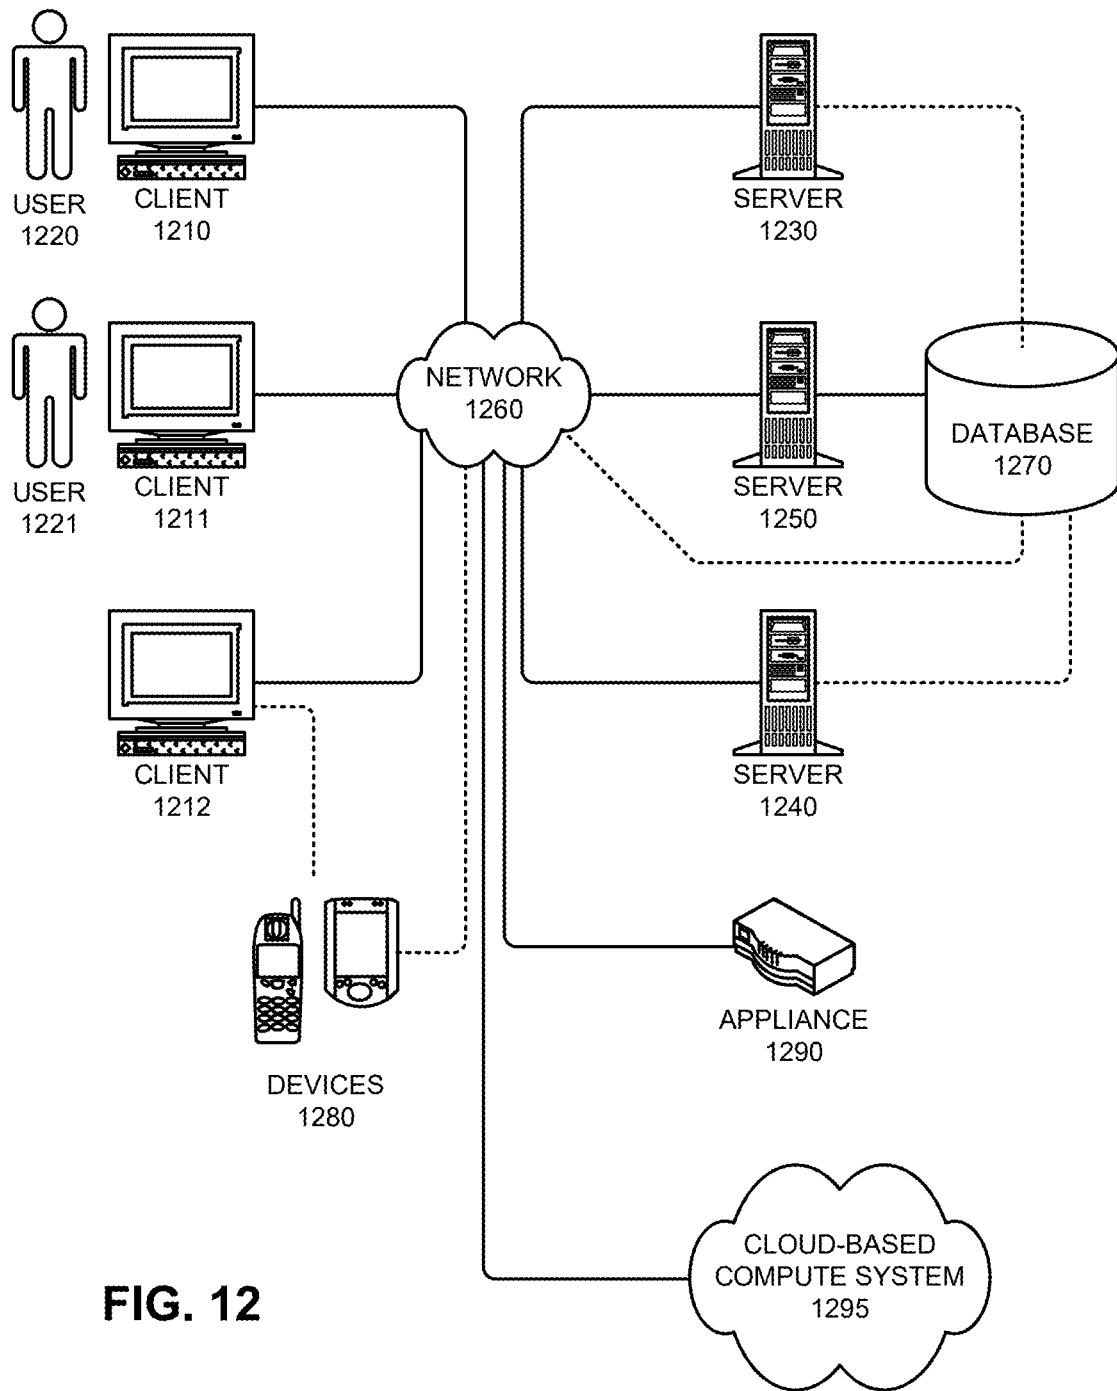 USER
1220
CLIENT
1210
SERVER
1230
USER
1221
CLIENT
1211
NETWORK
1260
SERVER
1250
DATABASE
1270
CLIENT
1212
SERVER
1240
DEVICES
1280
APPLIANCE
1290
CLOUD-BASED
COMPUTE SYSTEM
1295
FIG. 12